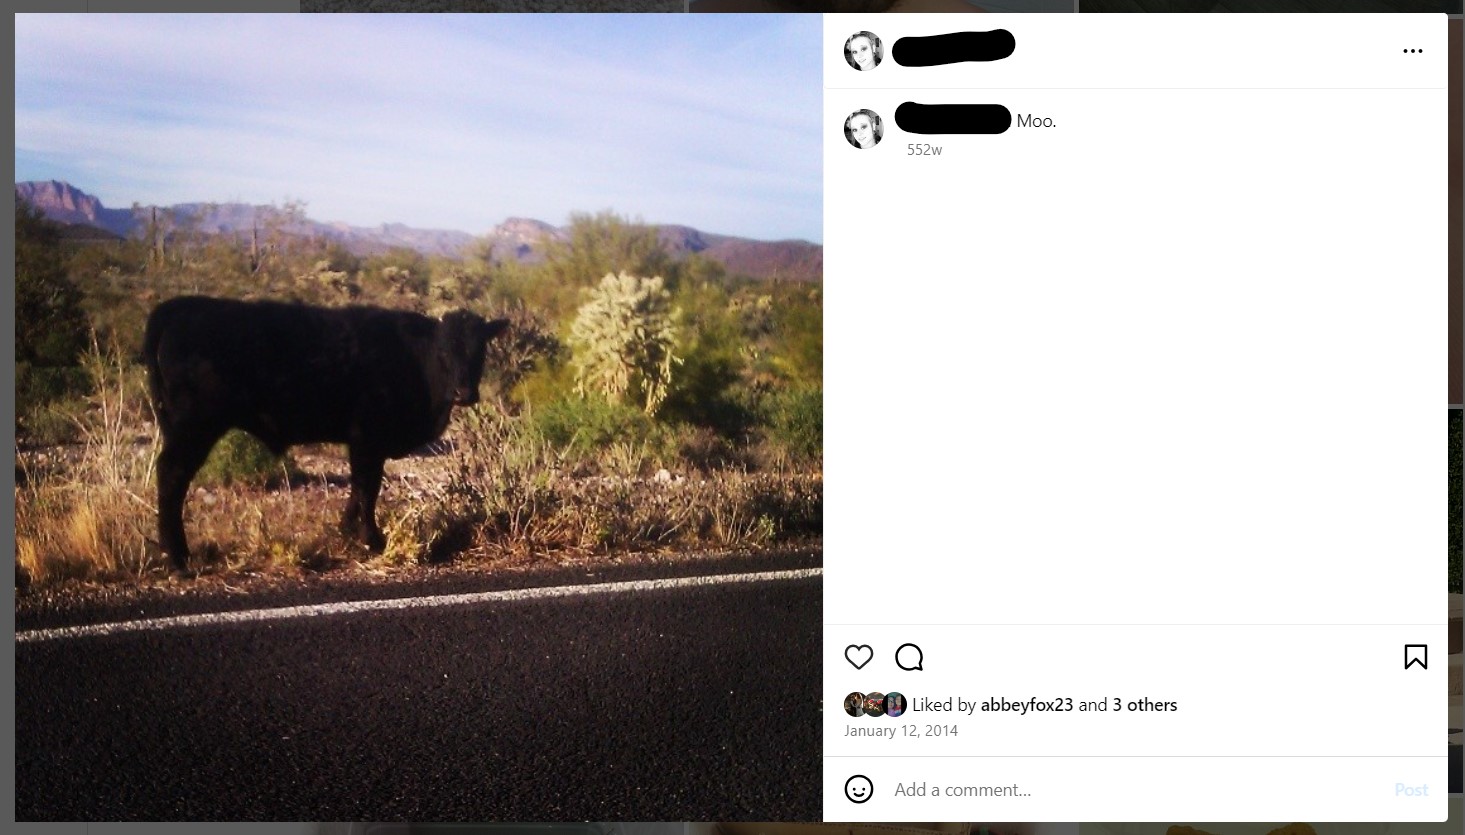 Moo.
552w
Liked by abbeyfox23 and 3 others
January 12, 2014
Add a comment...
Post